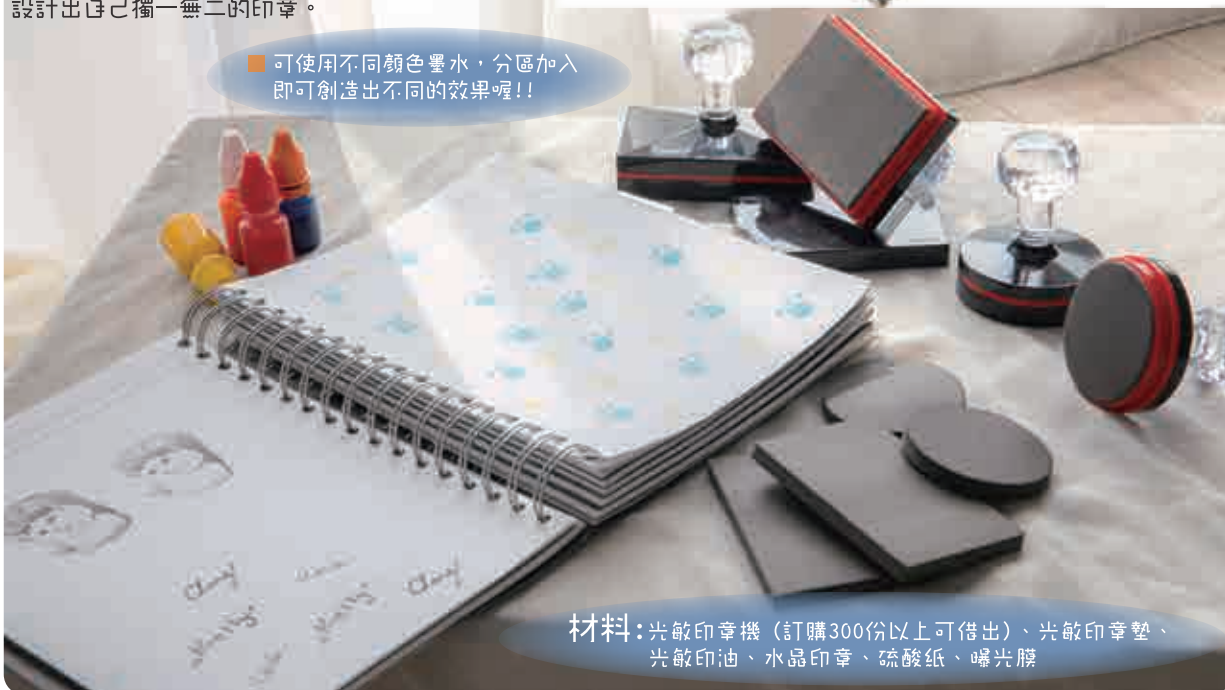 設計出自己獨一無二的印章。
可使用不同顏色墨水,分區加入
即可創造出不同的效果喔!!
材料:光敏印章機 (訂購300份以上可借出)、光敏印章墊、
光敏印油、水晶印章、硫酸紙、曝光膜